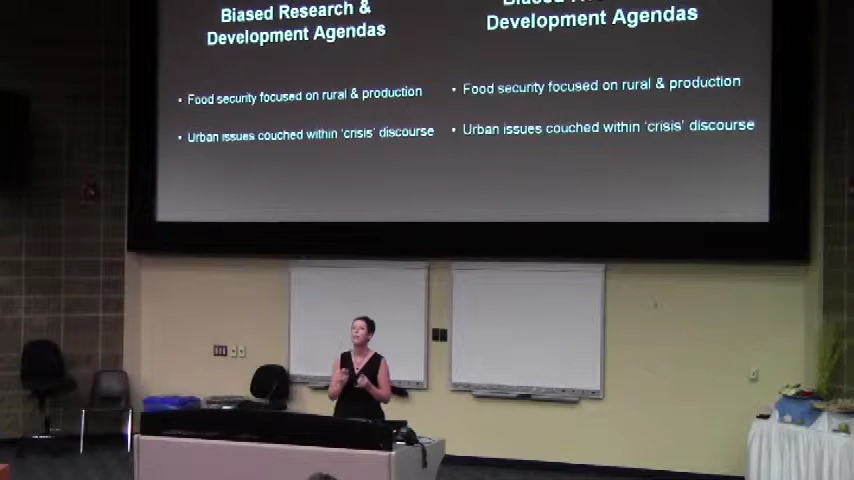 Biased Research &
Development Agendas
• Food security focused on rural & production
• Urban issues couched within 'crisis' discourse
Biased
Development Agendas
• Food security focused on rural & production
• Urban issues couched within 'crisis' discourse